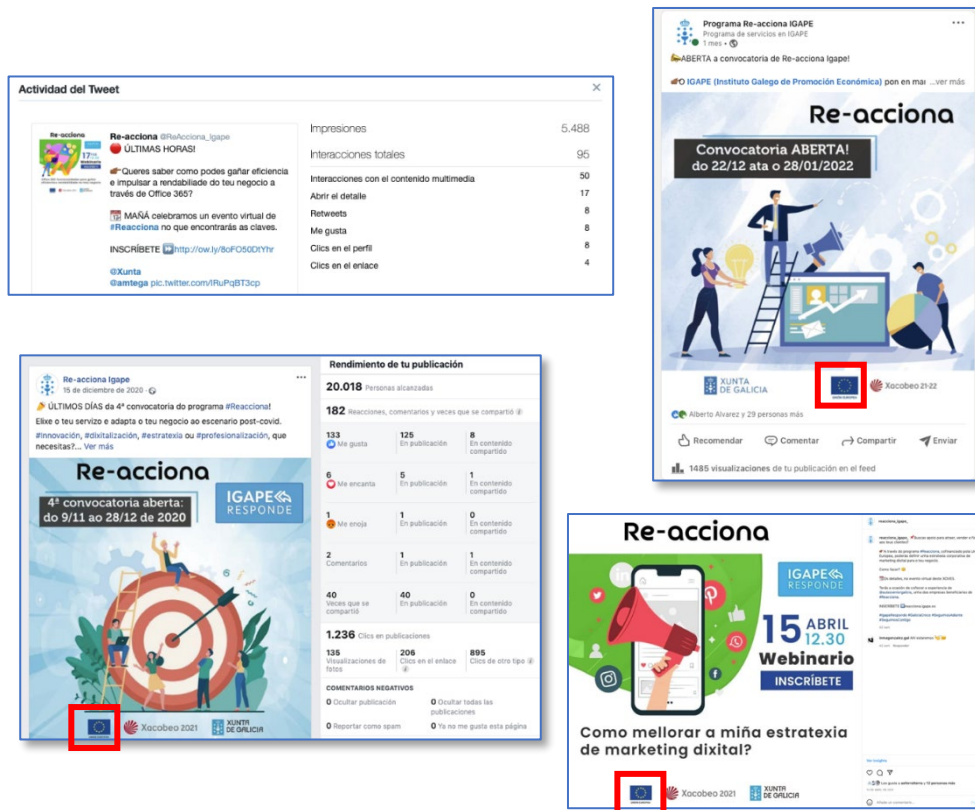 Actividad del Tweet
Re-acciona
17
Webinario
Re-acciona @ReAcciona_Igape
ÚLTIMAS HORAS!
Queres saber como podes gañar eficiencia
e impulsar a rendabiliade do teu negocio a
través de Office 365?
MAÑÁ celebramos un evento virtual de
#Reacciona no que encontrarás as claves.
INSCRÍBETE http://ow.ly/8oFO50DtYhr
@Xunta
@amtega pic.twitter.com/IRuPqBT3cp
Impresiones 5.488
Interacciones totales 95
Interacciones con el contenido multimedia 50
Abrir el detalle 17
Retweets 8
Me gusta 8
Clics en el perfil 8
Clics en el enlace 4
Programa Re-acciona IGAPE
Programa de servicios en IGAPE
1 mes
ABERTA a convocatoria de Re-acciona Igape!
O IGAPE (Instituto Galego de Promoción Económica) pon en mar ...ver más
Re-acciona
Convocatoria ABERTA!
do 22/12 ata o 28/01/2022
XUNTA
DE GALICIA
UNION EUROPEA
Xacobeo 21·22
Alberto Alvarez y 29 personas más
Recomendar Comentar Compartir Enviar
1485 visualizaciones de tu publicación en el feed
Re-acciona Igape
15 de diciembre de 2020
ÚLTIMOS DÍAS da 4ª convocatoria do programa #Reacciona!
Elixe o teu servizo e adapta o teu negocio ao escenario post-covid.
#innovación, #dixitalización, #estratexia ou #profesionalización, que
necesitas?... Ver más
Re-acciona
4ª convocatoria aberta:
do 9/11 ao 28/12 de 2020
IGAPE
RESPONDE
Xacobeo 2021
XUNTA
DE GALICIA
Rendimiento de tu publicación
20.018 Personas alcanzadas
182 Reacciones, comentarios y veces que se compartió
133 Me gusta 125 En publicación 8 En contenido compartido
6 Me encanta 5 En publicación 1 En contenido compartido
1 Me enoja 1 En publicación 0 En contenido compartido
2 Comentarios 1 En publicación 1 En contenido compartido
40 Veces que se compartió 40 En publicación 0 En contenido compartido
1.236 Clics en publicaciones
135 Visualizaciones de fotos 206 Clics en el enlace 895 Clics de otro tipo
COMENTARIOS NEGATIVOS
0 Ocultar publicación 0 Ocultar todas las publicaciones
0 Reportar como spam 0 Ya no me gusta esta página
Re-acciona
IGAPE
RESPONDE
15 ABRIL
12.30
Webinario
INSCRÍBETE
Como mellorar a miña estratexia
de marketing dixital?
Xacobeo 2021
XUNTA
DE GALICIA
reacciona_igape_